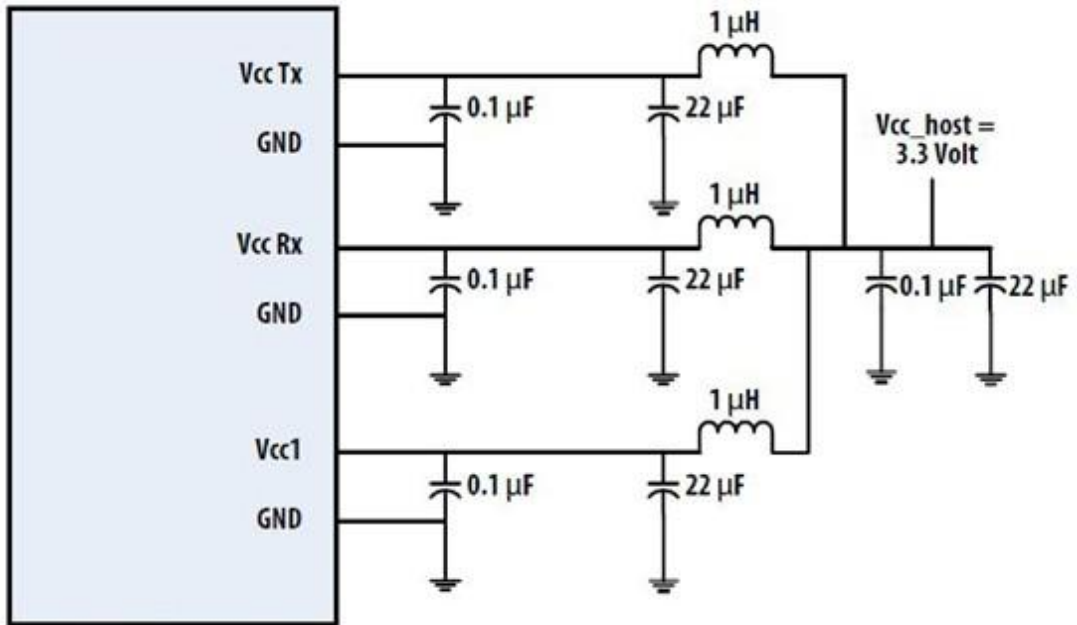 1 μH
Vcc Tx
0.1 μF
22 μF
GND
Vcc_host =
3.3 Volt
1 μH
Vcc Rx
0.1 μF
22 μF
0.1 μF
22 μF
GND
1 μH
Vcc1
0.1 μF
22 μF
GND